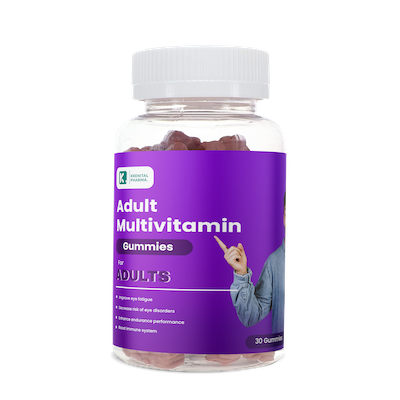 K
KMENTAL
PHARMA
Adult
Multivitamin
Gummies
For
ADULTS
Improve eye fatigue
Decrease risk of eye disorders
Enhance endurance performance
Boost immune system
30 Gummies